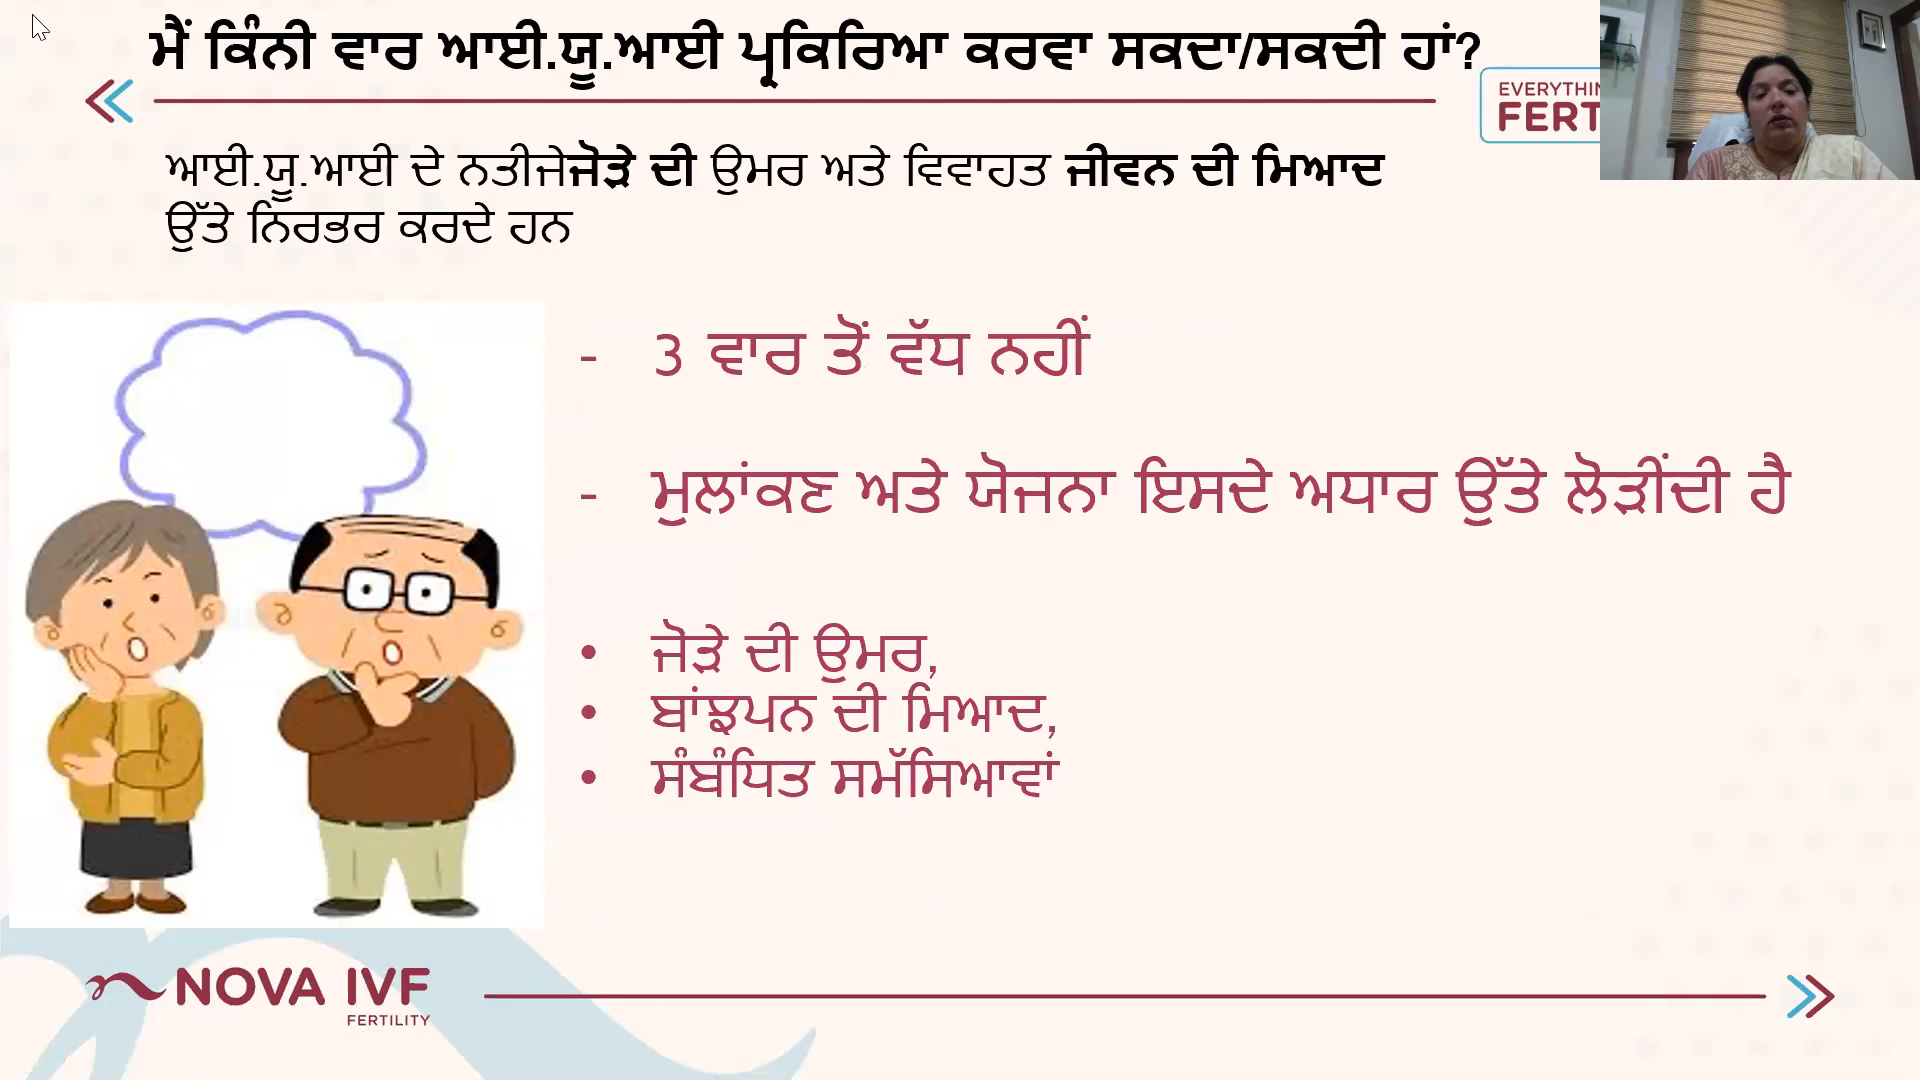 ਮੈਂ ਕਿੰਨੀ ਵਾਰ ਆਈ.ਯੂ.ਆਈ ਪ੍ਰਕਿਰਿਆ ਕਰਵਾ ਸਕਦਾ/ਸਕਦੀ ਹਾਂ?
FERT
ਆਈ.ਯੂ.ਆਈ ਦੇ ਨਤੀਜੇਜੋੜੇ ਦੀ ਉਮਰ ਅਤੇ ਵਿਵਾਹਤ ਜੀਵਨ ਦੀ ਮਿਆਦ
ਉੱਤੇ ਨਿਰਭਰ ਕਰਦੇ ਹਨ
- 3 ਵਾਰ ਤੋਂ ਵੱਧ ਨਹੀਂ
- ਮੁਲਾਂਕਣ ਅਤੇ ਯੋਜਨਾ ਇਸਦੇ ਅਧਾਰ ਉੱਤੇ ਲੋੜੀਂਦੀ ਹੈ
• ਜੋੜੇ ਦੀ ਉਮਰ,
• ਬਾਂਝਪਨ ਦੀ ਮਿਆਦ,
• ਸੰਬੰਧਿਤ ਸਮੱਸਿਆਵਾਂ
NOVA IVF
FERTILITY